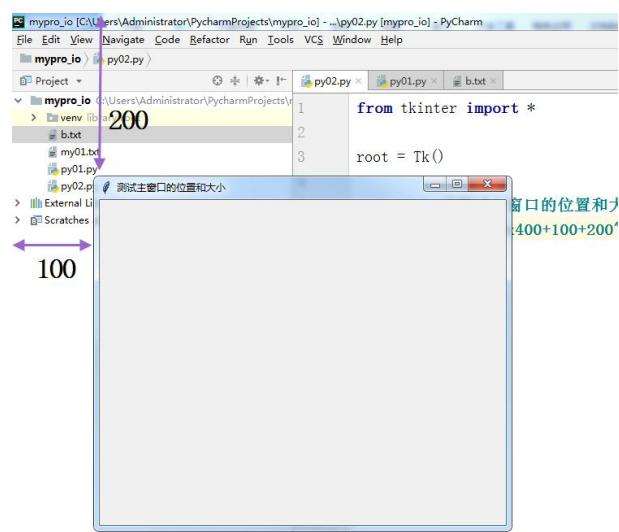 mypro_io [C:\Users\Administrator\PycharmProjects\mypro_io] - ...\py02.py [mypro_io] - PyCharm
File Edit View Navigate Code Refactor Run Tools VCS Window Help
mypro_io py02.py
Project py02.py py01.py b.txt
mypro_io C:\Users\Administrator\PycharmProjects\
venv
b.txt
my01.txt
py01.py
py02.p
External Li
Scratches
1 from tkinter import *
2
3 root = Tk()
200
测试主窗口的位置和大小
窗口的位置和大
400+100+200
100